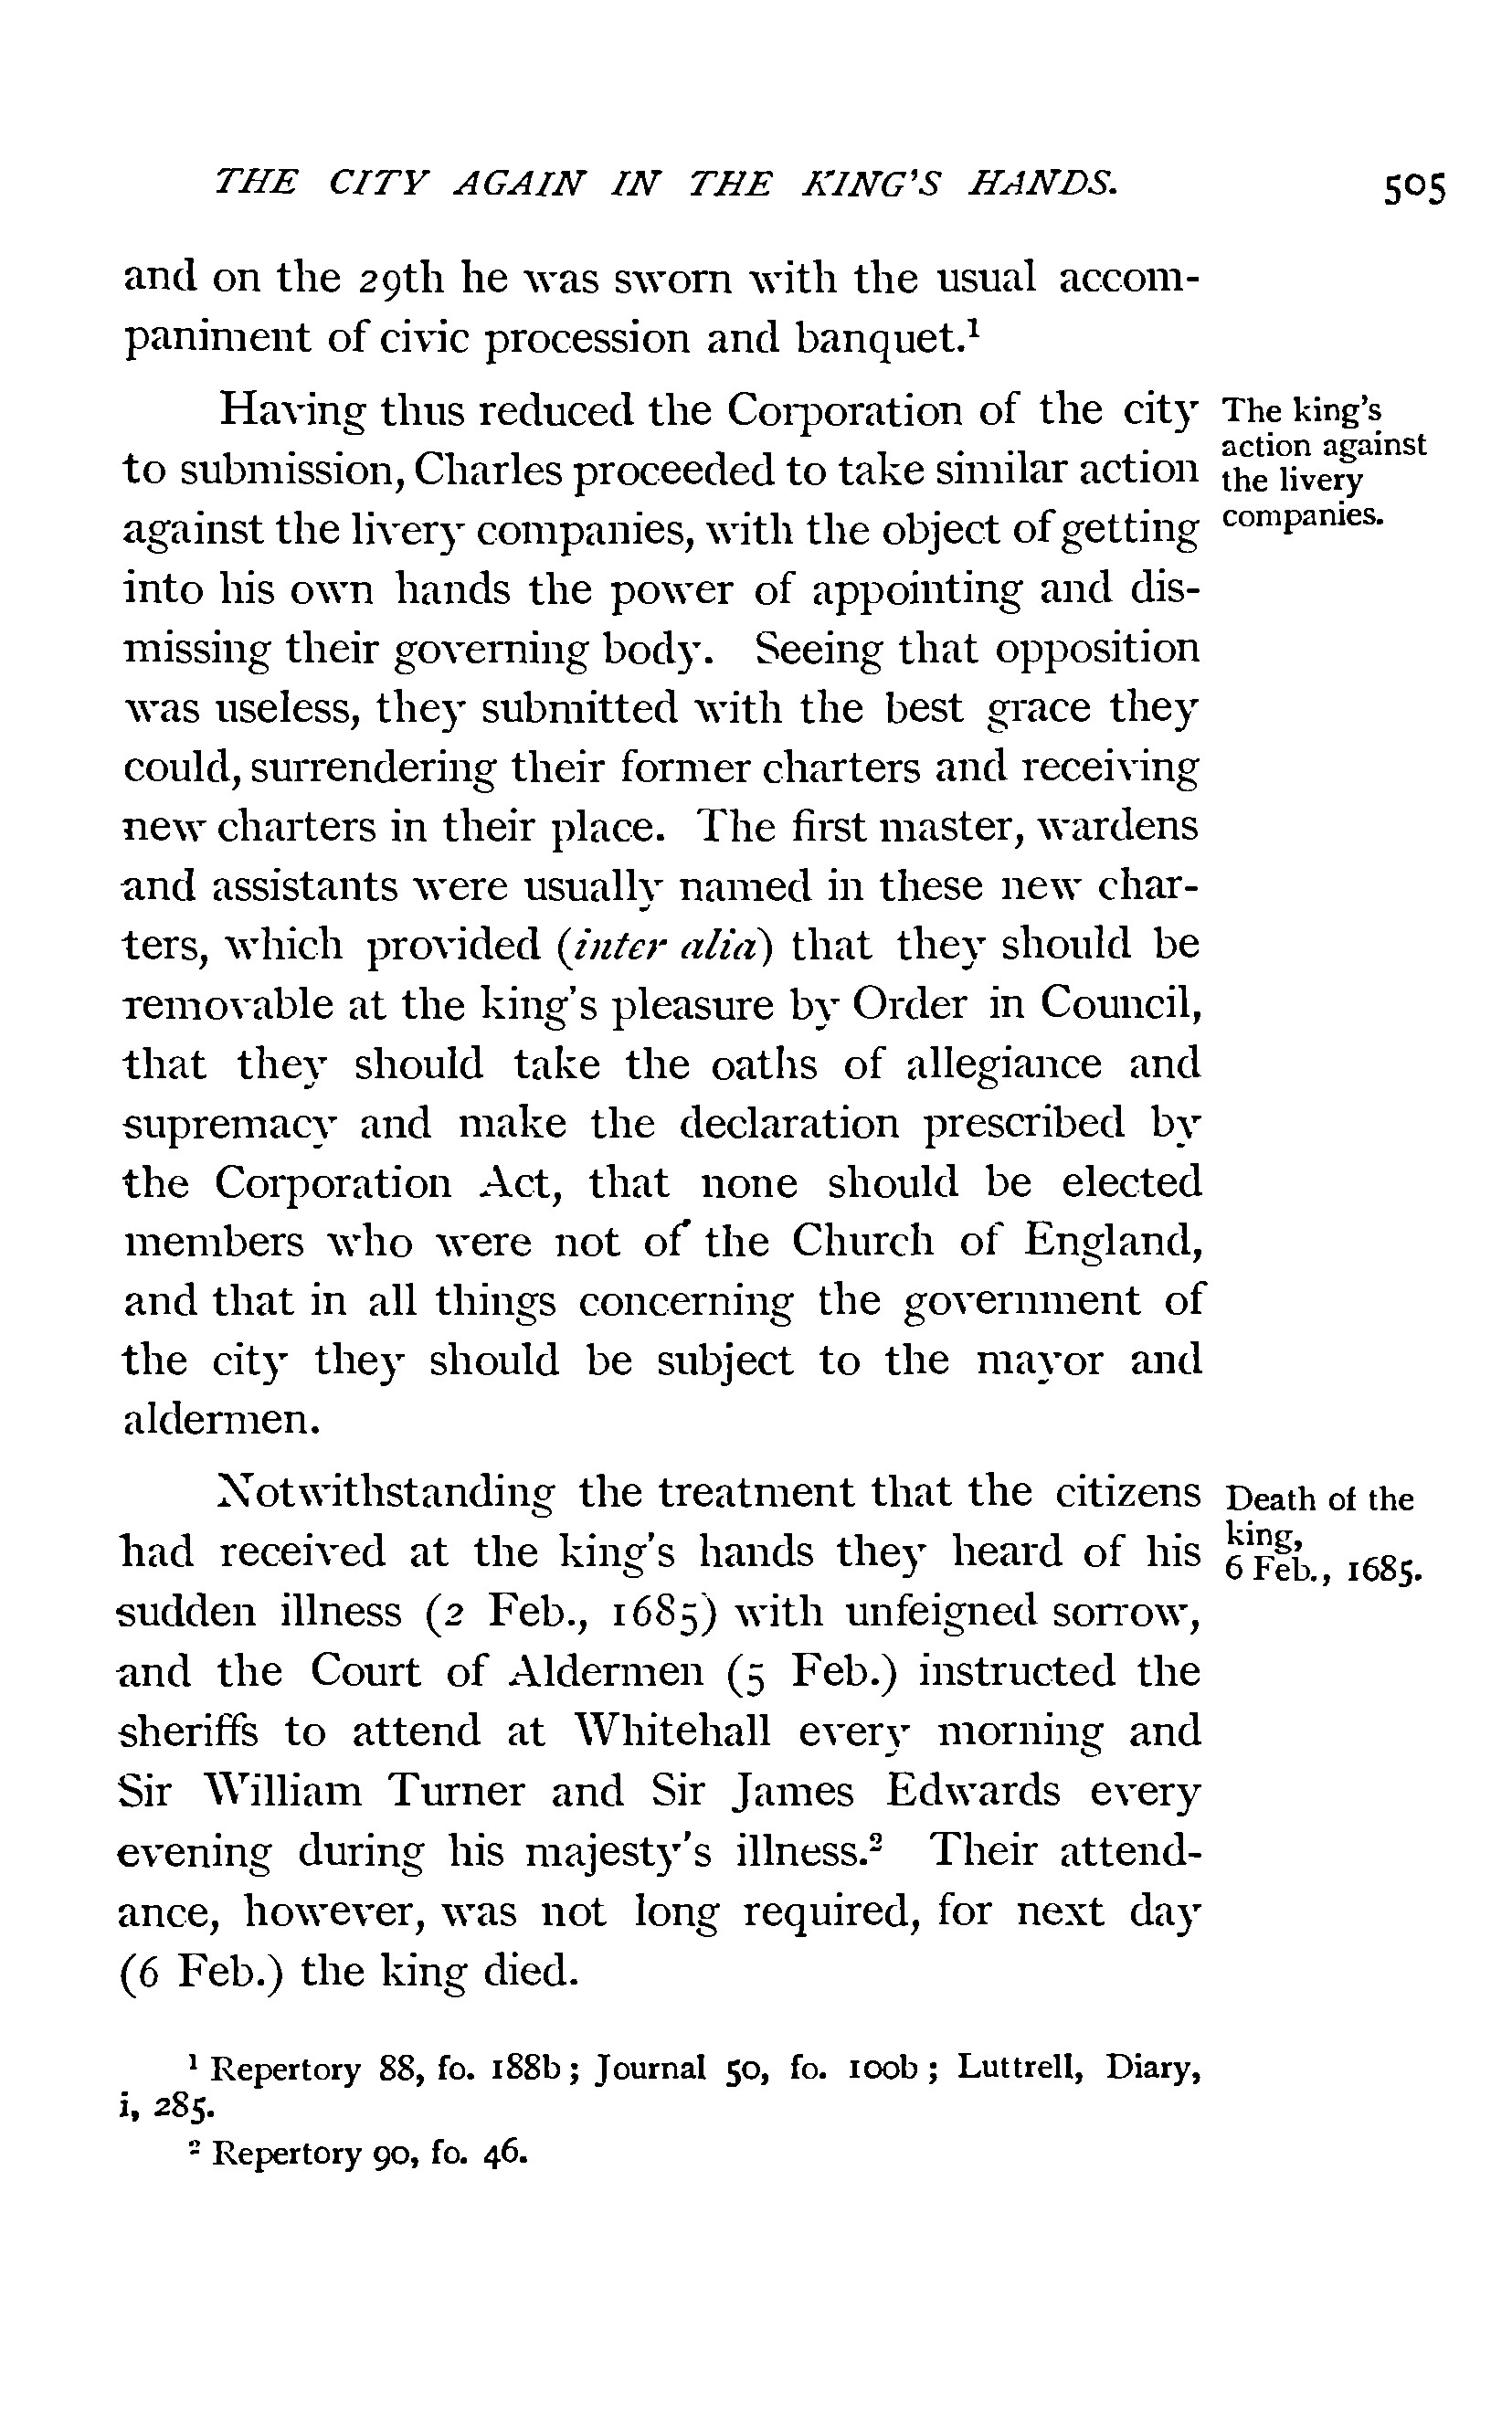 THE CITY AGAIN IN THE KING'S HANDS. 505
and on the 29th he was sworn with the usual accom-
paniment of civic procession and banquet.¹
Having thus reduced the Corporation of the city
to submission, Charles proceeded to take similar action
against the livery companies, with the object of getting
into his own hands the power of appointing and dis-
missing their governing body. Seeing that opposition
was useless, they submitted with the best grace they
could, surrendering their former charters and receiving
new charters in their place. The first master, wardens
and assistants were usually named in these new char-
ters, which provided (inter alia) that they should be
removable at the king's pleasure by Order in Council,
that they should take the oaths of allegiance and
supremacy and make the declaration prescribed by
the Corporation Act, that none should be elected
members who were not of the Church of England,
and that in all things concerning the government of
the city they should be subject to the mayor and
aldermen.
The king's
action against
the livery
companies.
Notwithstanding the treatment that the citizens
had received at the king's hands they heard of his
sudden illness (2 Feb., 1685) with unfeigned sorrow,
and the Court of Aldermen (5 Feb.) instructed the
sheriffs to attend at Whitehall every morning and
Sir William Turner and Sir James Edwards every
evening during his majesty's illness.² Their attend-
ance, however, was not long required, for next day
(6 Feb.) the king died.
Death of the
king,
6 Feb., 1685.
¹ Repertory 88, fo. 188b; Journal 50, fo. 100b; Luttrell, Diary,
i, 285.
² Repertory 90, fo. 46.